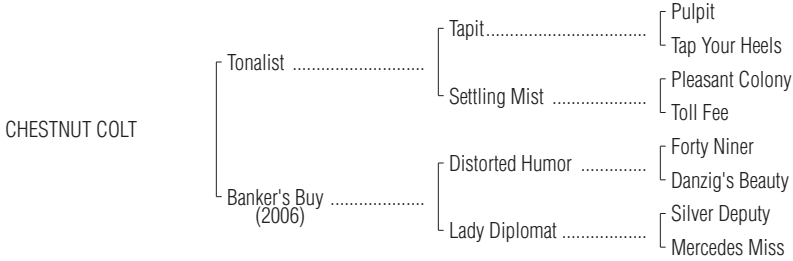 Pulpit
Tapit..................................
Tap Your Heels
Tonalist ............................
Pleasant Colony
Settling Mist ....................
Toll Fee
CHESTNUT COLT
Forty Niner
Distorted Humor ..............
Danzig's Beauty
Banker's Buy ....................
(2006)
Silver Deputy
Lady Diplomat ..................
Mercedes Miss